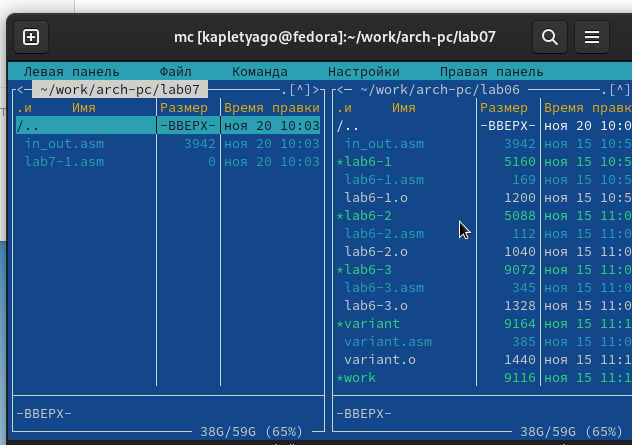 mc [kapletyago@fedora]:~/work/arch-pc/lab07
Левая панель Файл Команда Настройки Правая панель
<─ ~/work/arch-pc/lab07 .[^]> <─ ~/work/arch-pc/lab06 .[^]
.и Имя Размер Время правки .и Имя Размер Время правк
/.. -ВВЕРХ- ноя 20 10:03 /.. -ВВЕРХ- ноя 20 10:0
in_out.asm 3942 ноя 20 10:03 in_out.asm 3942 ноя 15 10:5
lab7-1.asm 0 ноя 20 10:03 *lab6-1 5160 ноя 15 10:5
lab6-1.asm 169 ноя 15 10:5
lab6-1.o 1200 ноя 15 10:5
*lab6-2 5088 ноя 15 11:0
lab6-2.asm 112 ноя 15 11:0
lab6-2.o 1040 ноя 15 11:0
*lab6-3 9072 ноя 15 11:0
lab6-3.asm 345 ноя 15 11:0
lab6-3.o 1328 ноя 15 11:0
*variant 9164 ноя 15 11:1
variant.asm 385 ноя 15 11:0
variant.o 1440 ноя 15 11:1
*work 9116 ноя 15 11:1
-ВВЕРХ- -ВВЕРХ-
38G/59G (65%) 38G/59G (65%)